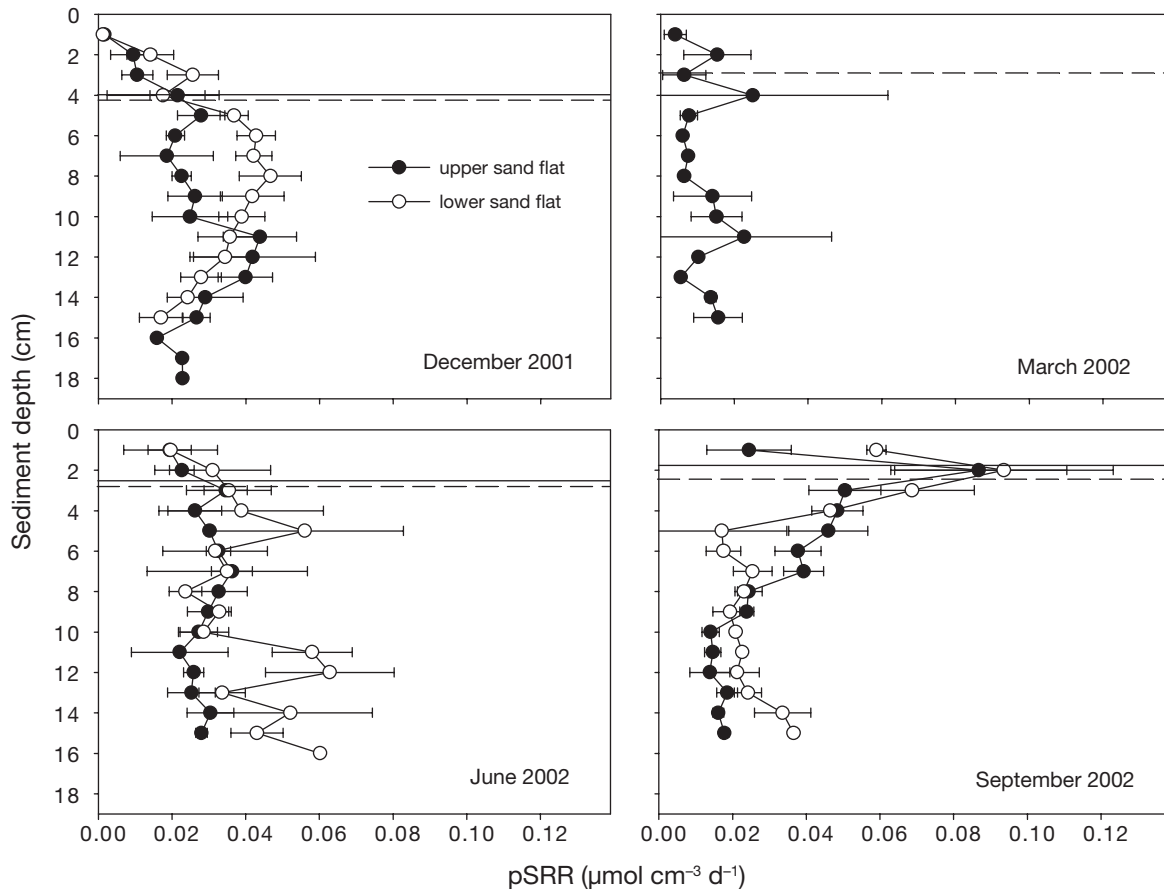 0
2
4
6
8
10
12
14
16
18
upper sand flat
lower sand flat
December 2001
March 2002
Sediment depth (cm)
0
2
4
6
8
10
12
14
16
18
June 2002
September 2002
0.00 0.02 0.04 0.06 0.08 0.10 0.12 0.00 0.02 0.04 0.06 0.08 0.10 0.12
pSRR (µmol cm⁻³ d⁻¹)